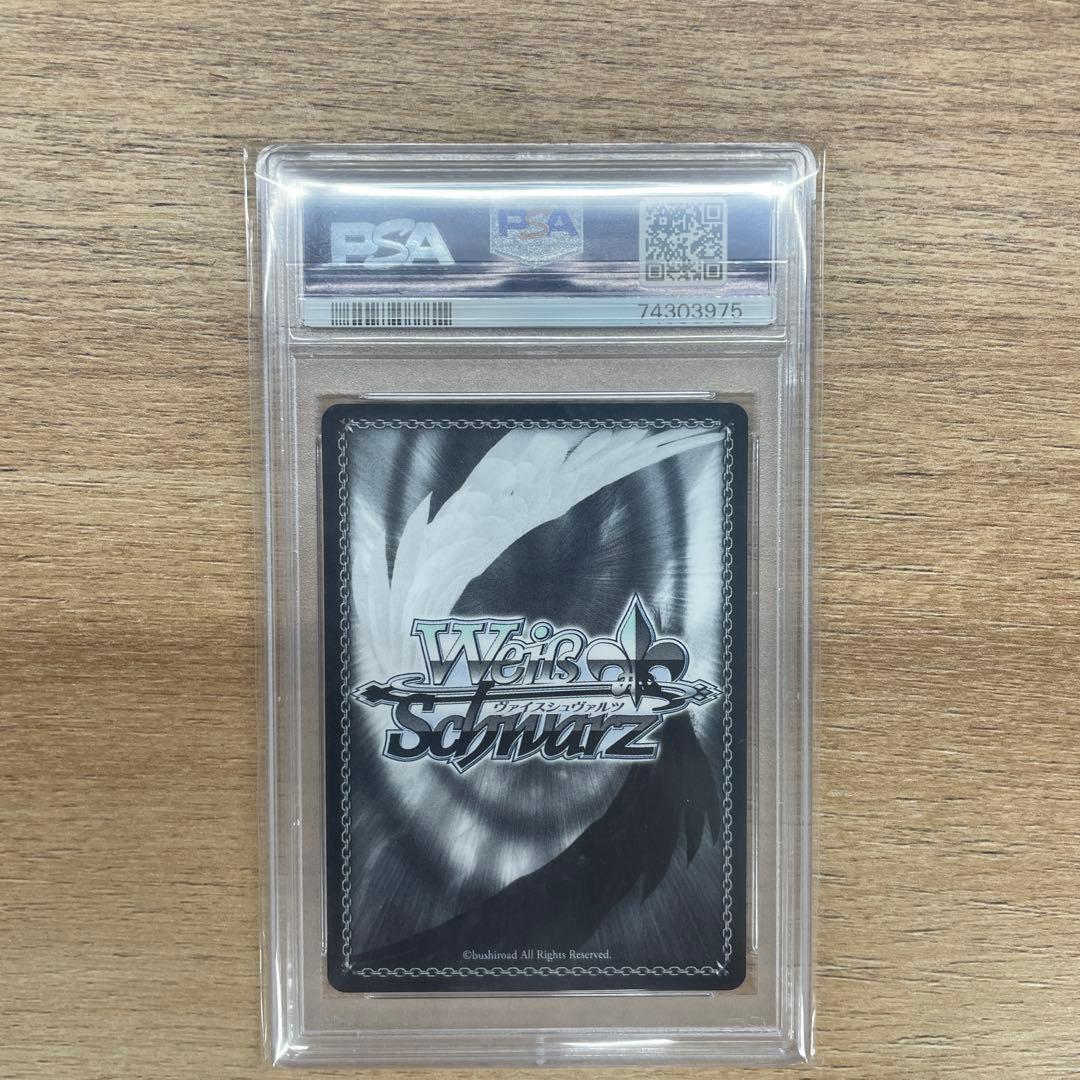 PSA
PSA
74303975
Weiß
ヴァイスシュヴァルツ
Schwarz
©bushiroad All Rights Reserved.